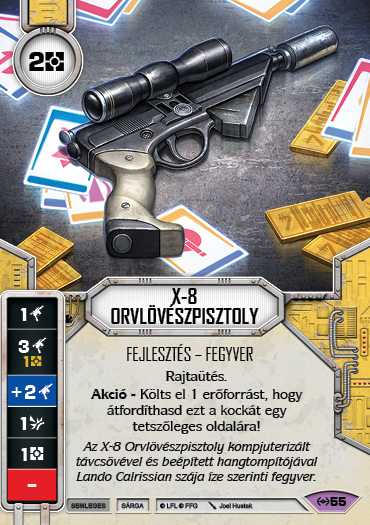 2
X-8
ORVLÖVÉSZPISZTOLY
FEJLESZTÉS – FEGYVER
Rajtaütés.
Akció - Költs el 1 erőforrást, hogy
átfordíthasd ezt a kockát egy
tetszőleges oldalára!
Az X-8 Orvlövészpisztoly kompjuterizált
távcsövével és beépített hangtompítójával
Lando Calrissian szája íze szerinti fegyver.
1
3
1
+2
1
1
–
SEMLEGES
SÁRGA
© LFL © FFG
Joel Hustak
55